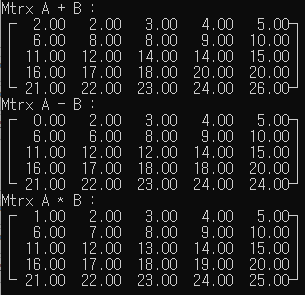 Mtrx A + B :
2.00 2.00 3.00 4.00 5.00
6.00 8.00 8.00 9.00 10.00
11.00 12.00 14.00 14.00 15.00
16.00 17.00 18.00 20.00 20.00
21.00 22.00 23.00 24.00 26.00
Mtrx A - B :
0.00 2.00 3.00 4.00 5.00
6.00 6.00 8.00 9.00 10.00
11.00 12.00 12.00 14.00 15.00
16.00 17.00 18.00 18.00 20.00
21.00 22.00 23.00 24.00 24.00
Mtrx A * B :
1.00 2.00 3.00 4.00 5.00
6.00 7.00 8.00 9.00 10.00
11.00 12.00 13.00 14.00 15.00
16.00 17.00 18.00 19.00 20.00
21.00 22.00 23.00 24.00 25.00